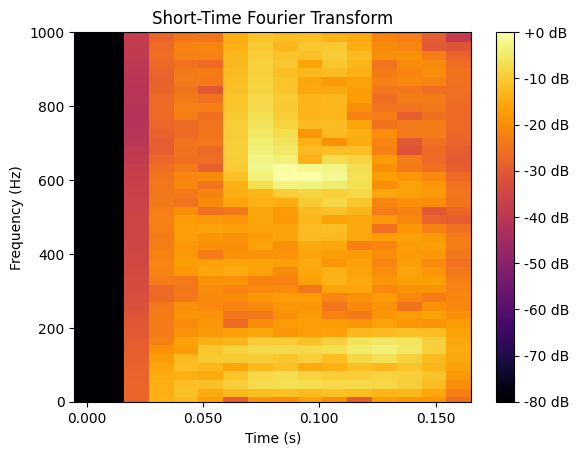 Short-Time Fourier Transform
Frequency (Hz)
1000
800
600
400
200
0
0.000
0.050
0.100
0.150
Time (s)
+0 dB
-10 dB
-20 dB
-30 dB
-40 dB
-50 dB
-60 dB
-70 dB
-80 dB